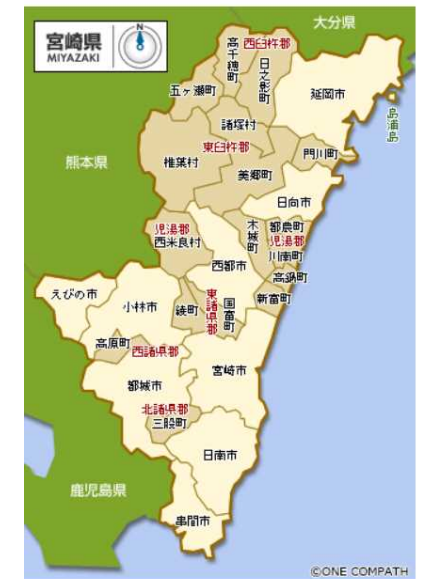 大分県
宮崎県
MIYAZAKI
高千穂町
西臼杵郡
日之影町
五ヶ瀬町
延岡市
島浦島
諸塚村
東臼杵郡
門川町
熊本県
椎葉村
美郷町
日向市
児湯郡
西米良村
木城町
都農町
児湯郡
川南町
西都市
高鍋町
えびの市
小林市
綾町
東諸県郡
国富町
新富町
高原町
西諸県郡
宮崎市
都城市
北諸県郡
三股町
日南市
鹿児島県
串間市
©ONE COMPATH